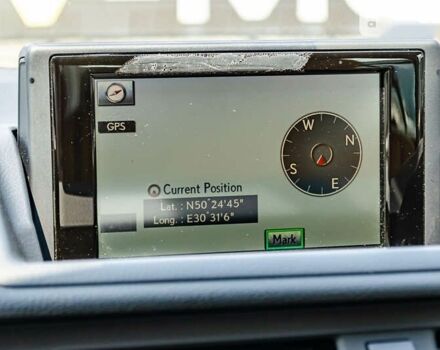 GPS
W
N
S
E
Current Position
Lat. : N50°24'45"
Long. : E30°31'6"
Mark